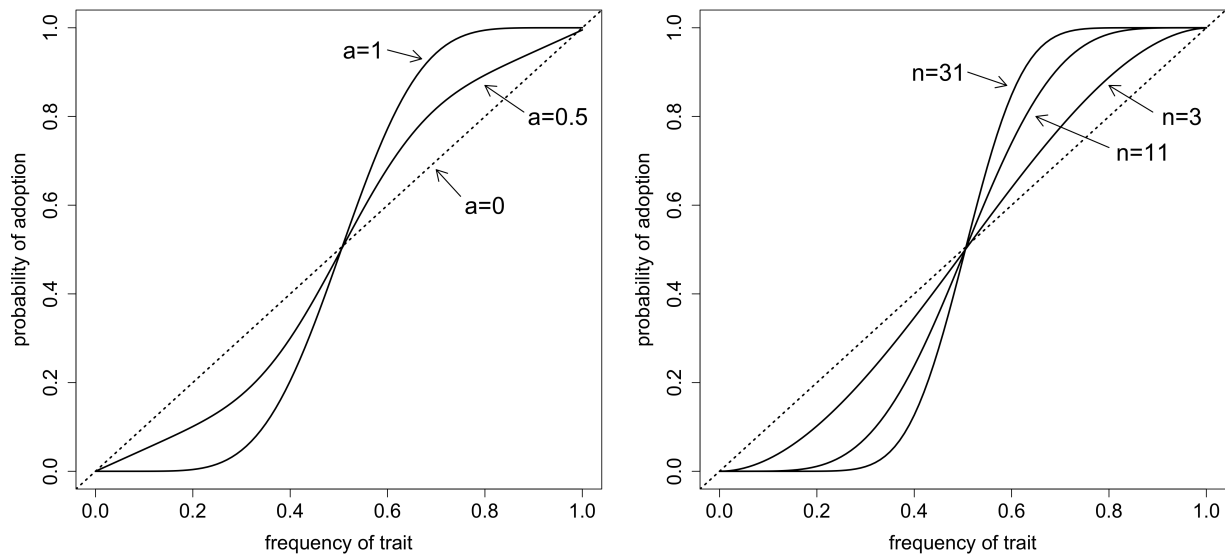 1.0
0.8
0.6
0.4
0.2
0.0
probability of adoption
a=1
a=0.5
a=0
0.0 0.2 0.4 0.6 0.8 1.0
frequency of trait
1.0
0.8
0.6
0.4
0.2
0.0
probability of adoption
n=31
n=3
n=11
0.0 0.2 0.4 0.6 0.8 1.0
frequency of trait